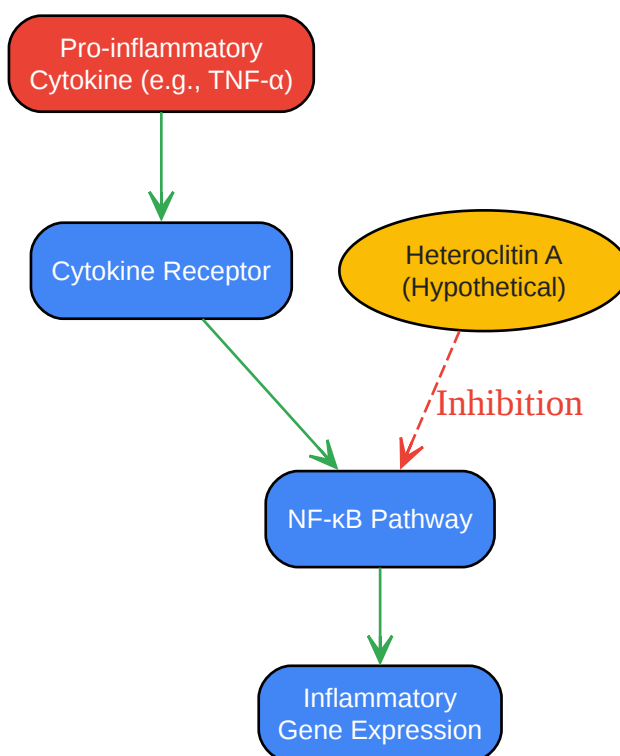 Pro-inflammatory
Cytokine (e.g., TNF-α)
Cytokine Receptor
Heteroclitin A
(Hypothetical)
Inhibition
NF-κB Pathway
Inflammatory
Gene Expression